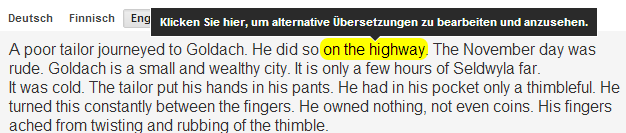 Deutsch Finnisch Eng
Klicken Sie hier, um alternative Übersetzungen zu bearbeiten und anzusehen.
A poor tailor journeyed to Goldach. He did so on the highway. The November day was
rude. Goldach is a small and wealthy city. It is only a few hours of Seldwyla far.
It was cold. The tailor put his hands in his pants. He had in his pocket only a thimbleful. He
turned this constantly between the fingers. He owned nothing, not even coins. His fingers
ached from twisting and rubbing of the thimble.